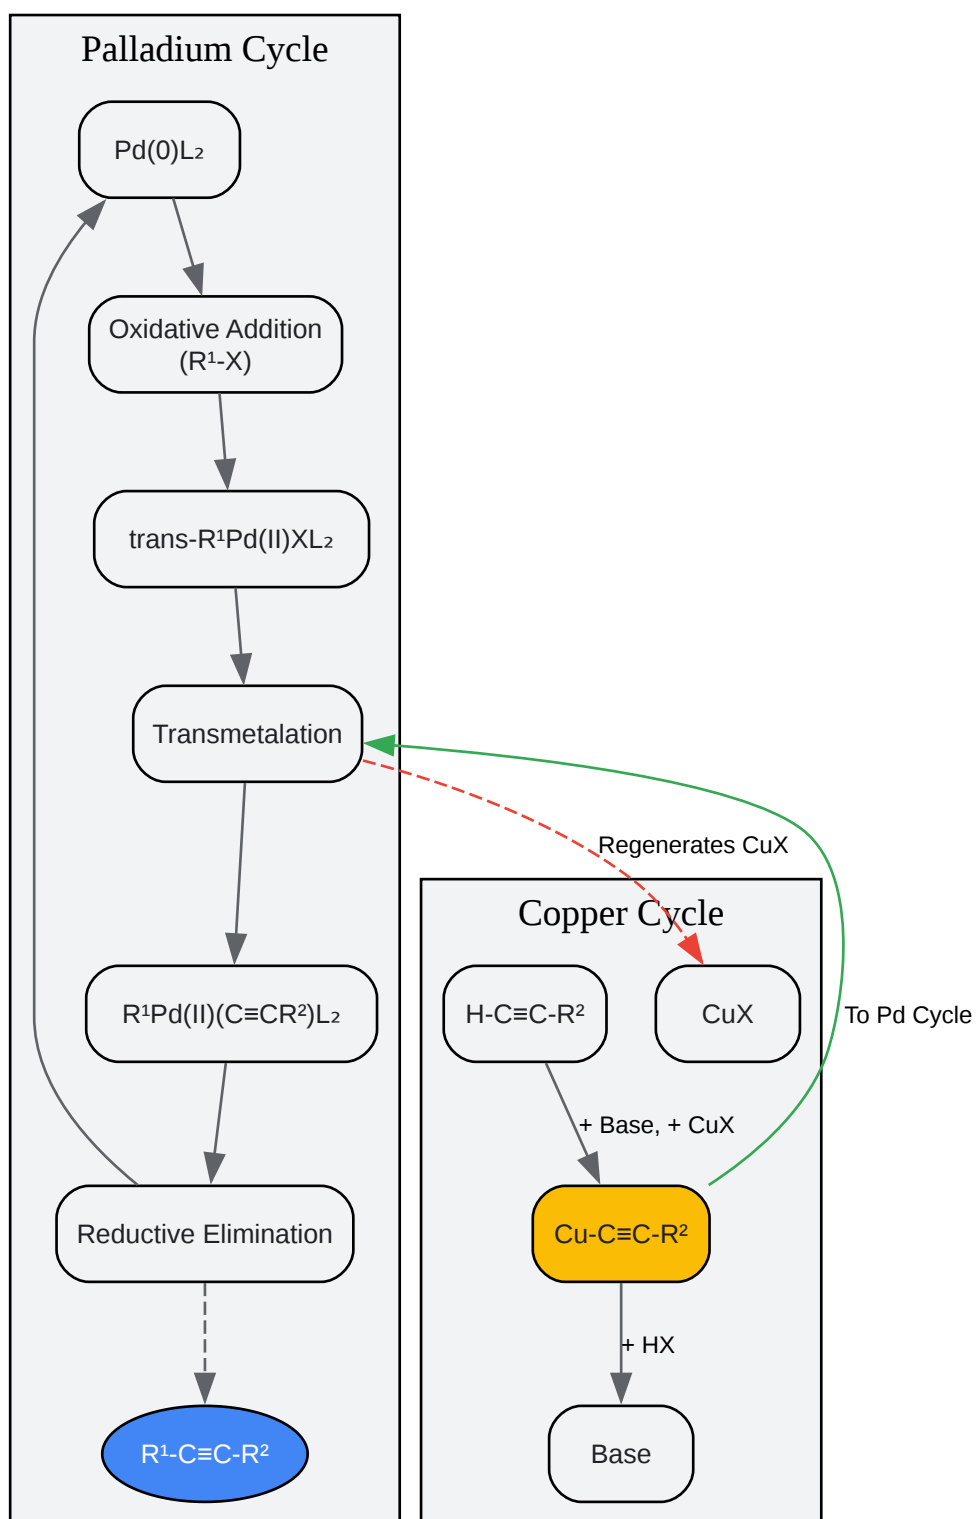 Palladium Cycle
Pd(0)L₂
Oxidative Addition
(R¹-X)
trans-R¹Pd(II)XL₂
Transmetalation
Regenerates CuX
Copper Cycle
R¹Pd(II)(C≡CR²)L₂
H-C≡C-R²
CuX
To Pd Cycle
+ Base, + CuX
Reductive Elimination
Cu-C≡C-R²
+ HX
R¹-C≡C-R²
Base